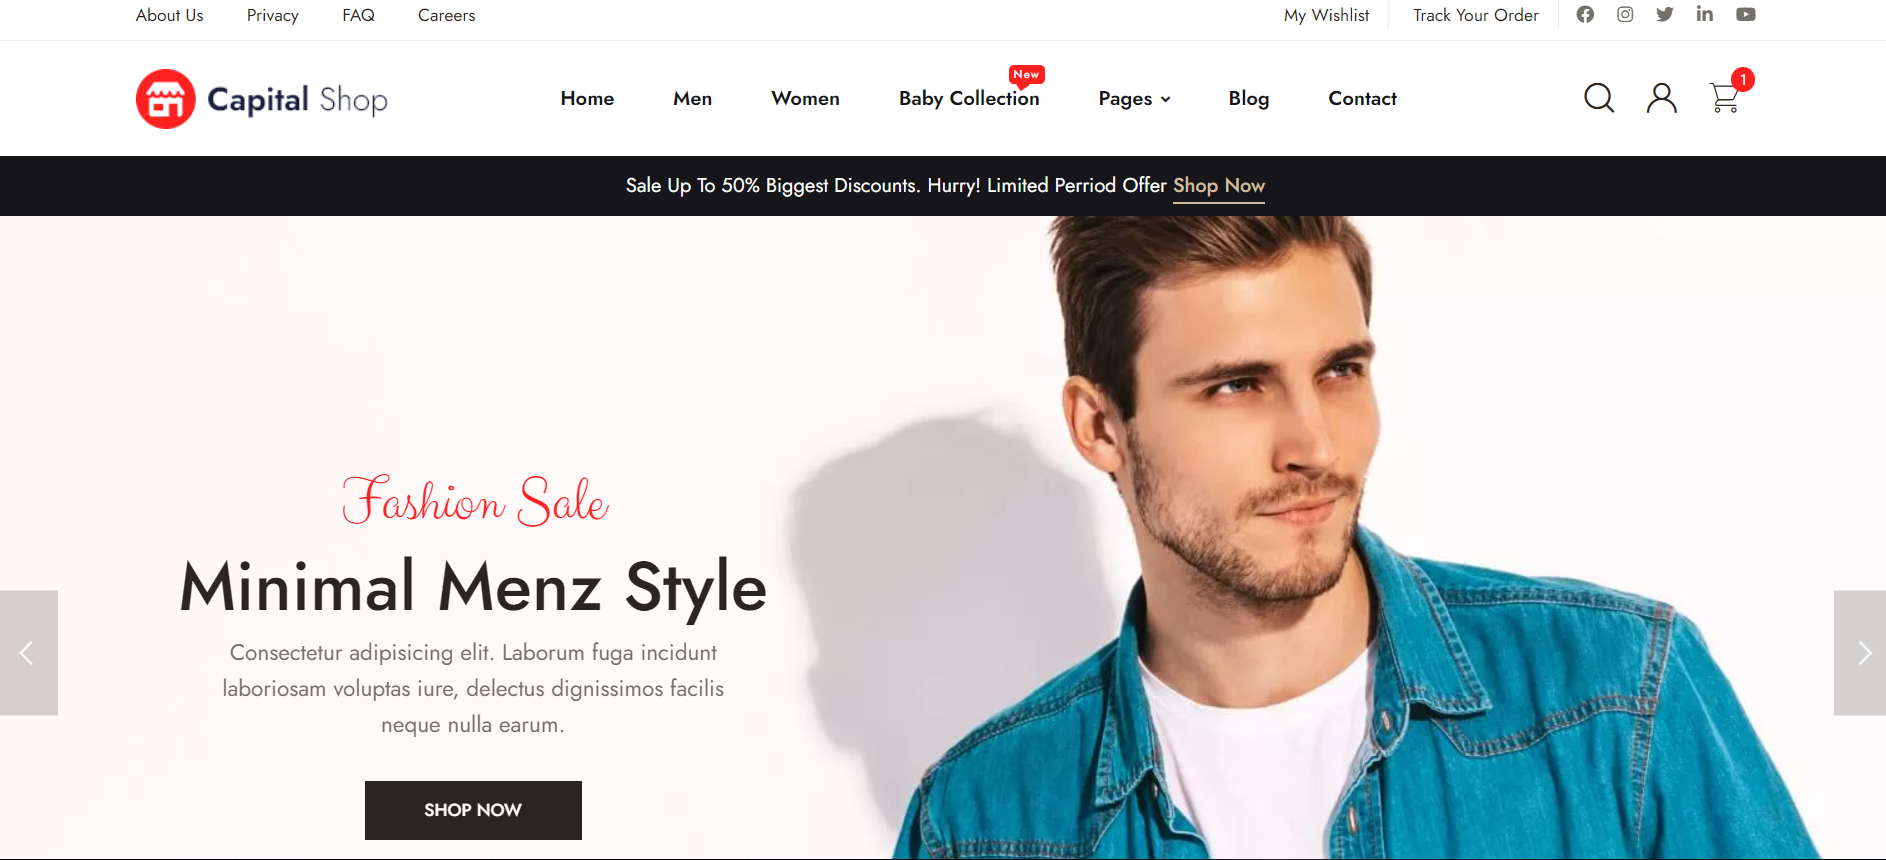 About Us Privacy FAQ Careers My Wishlist Track Your Order
Capital Shop Home Men Women Baby Collection New Pages Blog Contact 1
Sale Up To 50% Biggest Discounts. Hurry! Limited Perriod Offer Shop Now
Fashion Sale
Minimal Menz Style
Consectetur adipisicing elit. Laborum fuga incidunt
laboriosam voluptas iure, delectus dignissimos facilis
neque nulla earum.
SHOP NOW